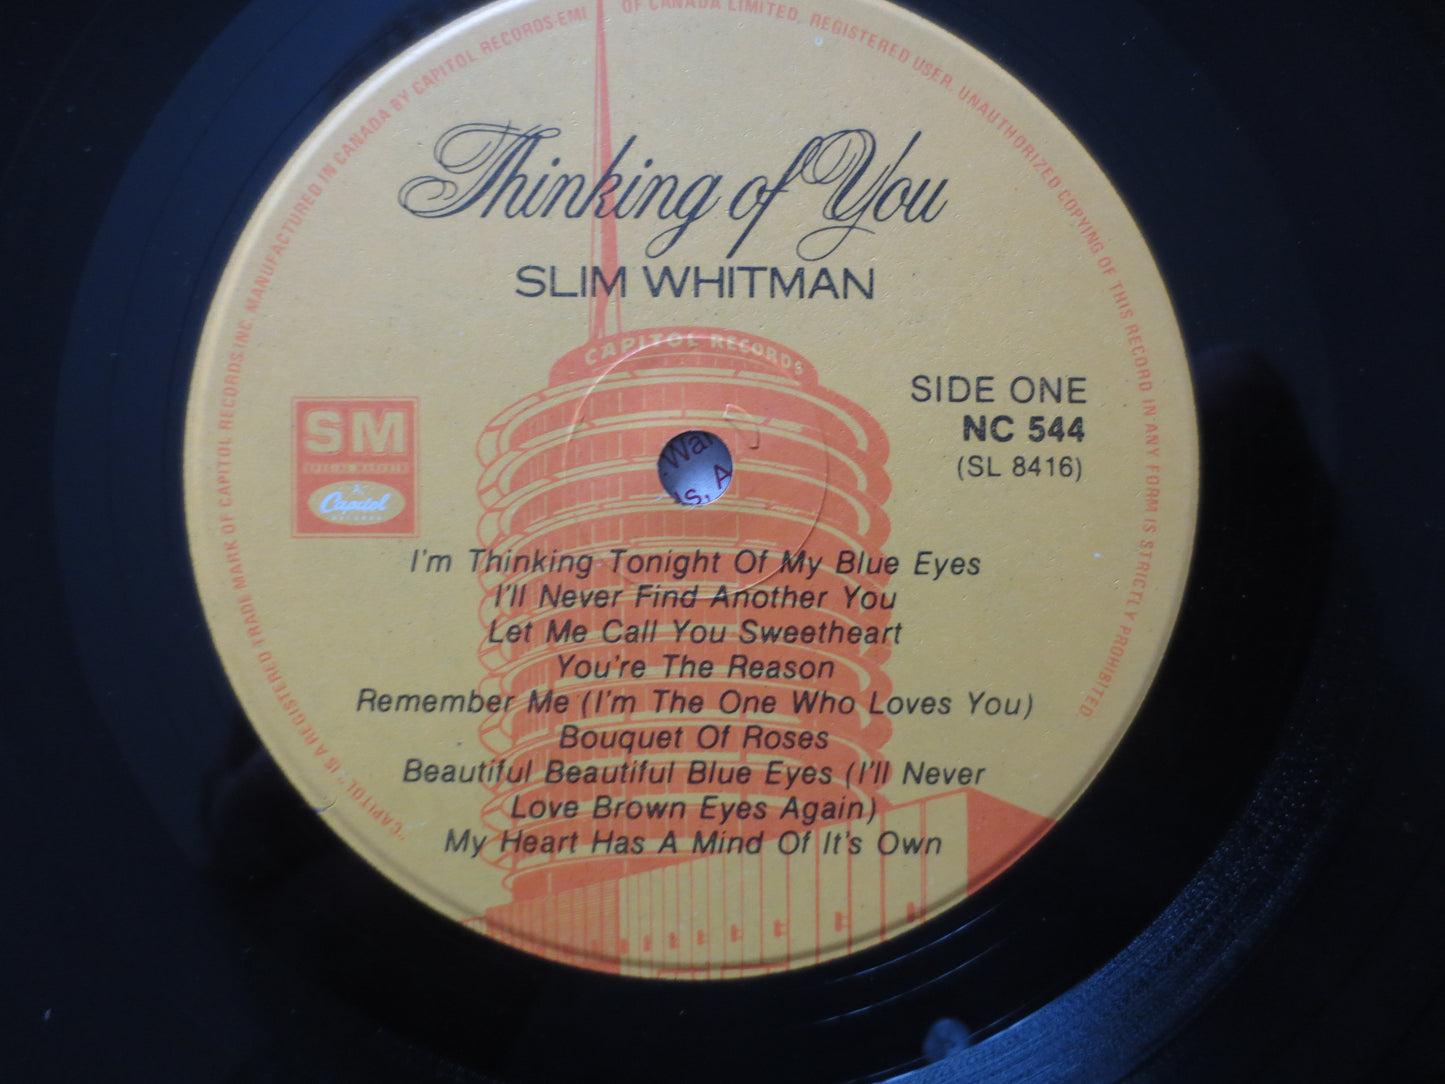 "CAPITOL" IS A REGISTERED TRADE MARK OF CAPITOL RECORDS, INC. MANUFACTURED IN CANADA BY CAPITOL RECORDS-EMI OF CANADA LIMITED, REGISTERED USER. UNAUTHORIZED COPYING OF THIS RECORD IN ANY FORM IS STRICTLY PROHIBITED.
Thinking of You
SLIM WHITMAN
CAPITOL RECORDS
SIDE ONE
NC 544
(SL 8416)
SM
SPECIAL MARKETS
Capitol
RECORDS
I'm Thinking Tonight Of My Blue Eyes
I'll Never Find Another You
Let Me Call You Sweetheart
You're The Reason
Remember Me (I'm The One Who Loves You)
Bouquet Of Roses
Beautiful Beautiful Blue Eyes (I'll Never
Love Brown Eyes Again)
My Heart Has A Mind Of It's Own